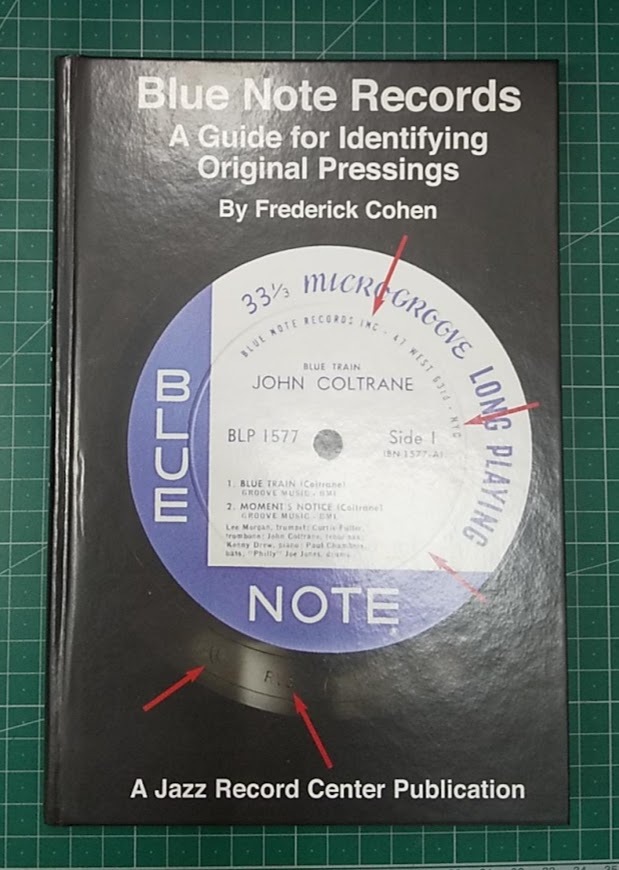 Blue Note Records
A Guide for Identifying
Original Pressings
By Frederick Cohen
33⅓ MICROGROOVE LONG PLAYING
BLUE NOTE RECORDS INC · 47 WEST 63rd · NYC
BLUE TRAIN
JOHN COLTRANE
BLP 1577
Side 1
(BN 1577-A)
1. BLUE TRAIN (Coltrane)
GROOVE MUSIC - BMI
2. MOMENT'S NOTICE (Coltrane)
GROOVE MUSIC - BMI
Lee Morgan, trumpet; Curtis Fuller,
trombone; John Coltrane, tenor sax;
Kenny Drew, piano; Paul Chambers,
bass, "Philly" Joe Jones, drums.
BLUE
NOTE
A Jazz Record Center Publication